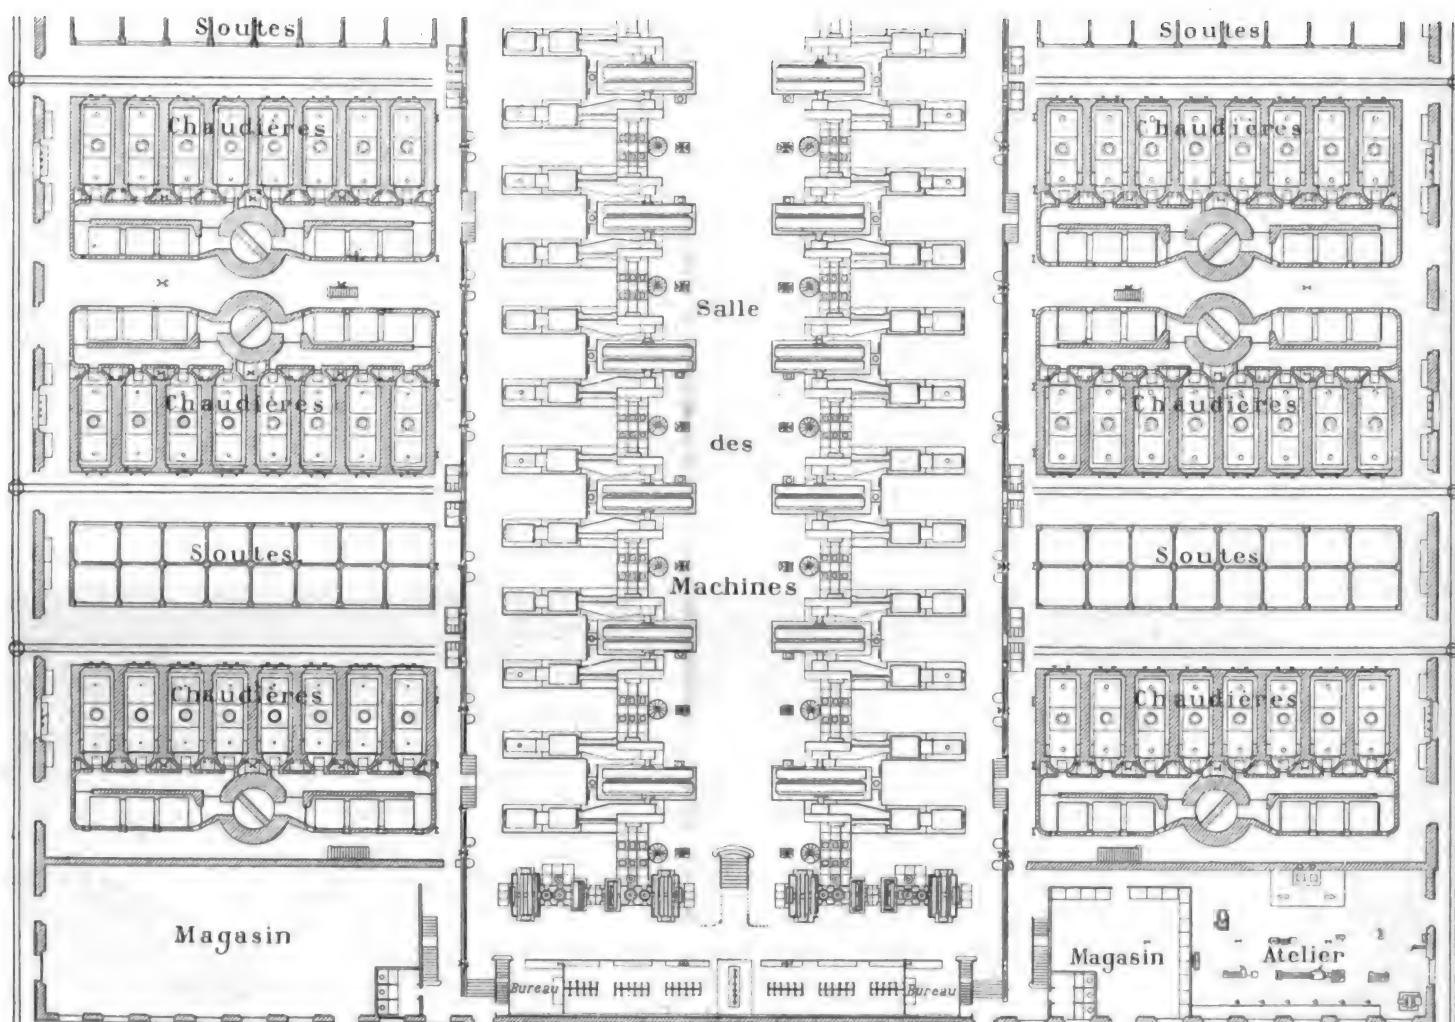 Soutes
Soutes
Chaudières
Chaudières
Salle
Chaudières
Chaudières
des
Soutes
Soutes
Machines
Chaudières
Chaudières
Magasin
Magasin
Atelier
Bureau
Bureau